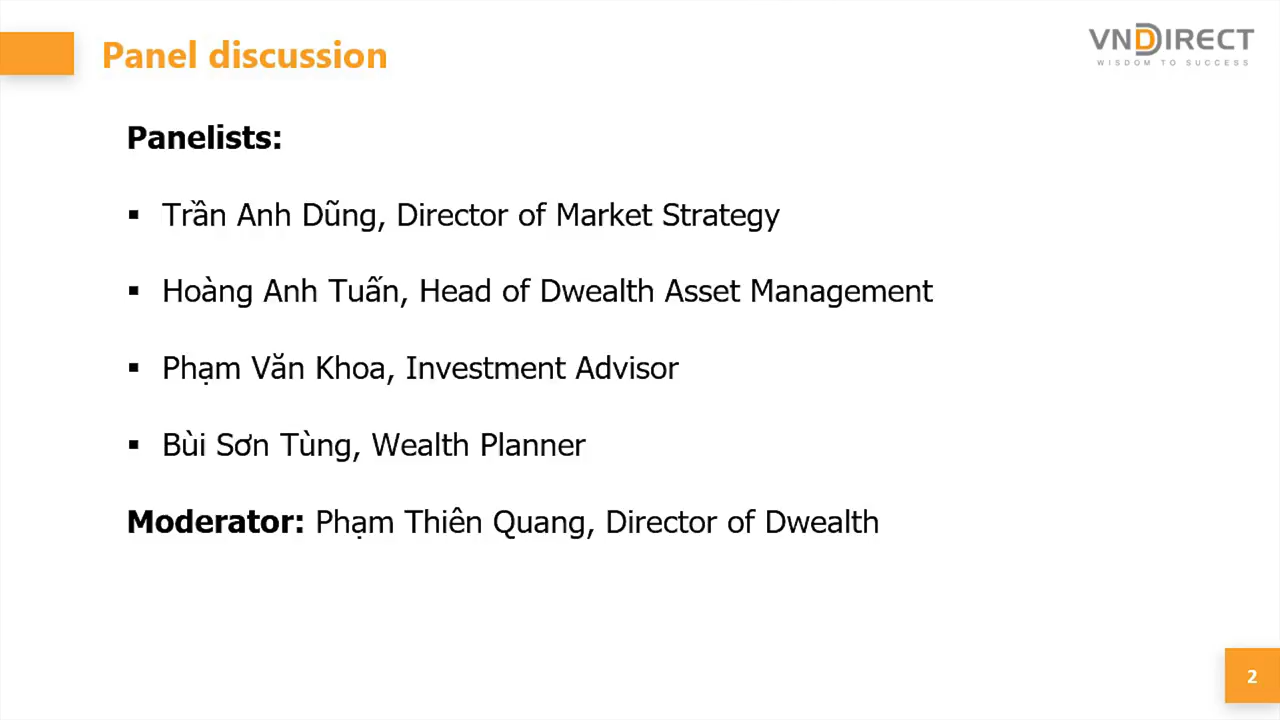 Panel discussion
VNDIRECT
WISDOM TO SUCCESS
Panelists:
▪ Trần Anh Dũng, Director of Market Strategy
▪ Hoàng Anh Tuấn, Head of Dwealth Asset Management
▪ Phạm Văn Khoa, Investment Advisor
▪ Bùi Sơn Tùng, Wealth Planner
Moderator: Phạm Thiên Quang, Director of Dwealth
2